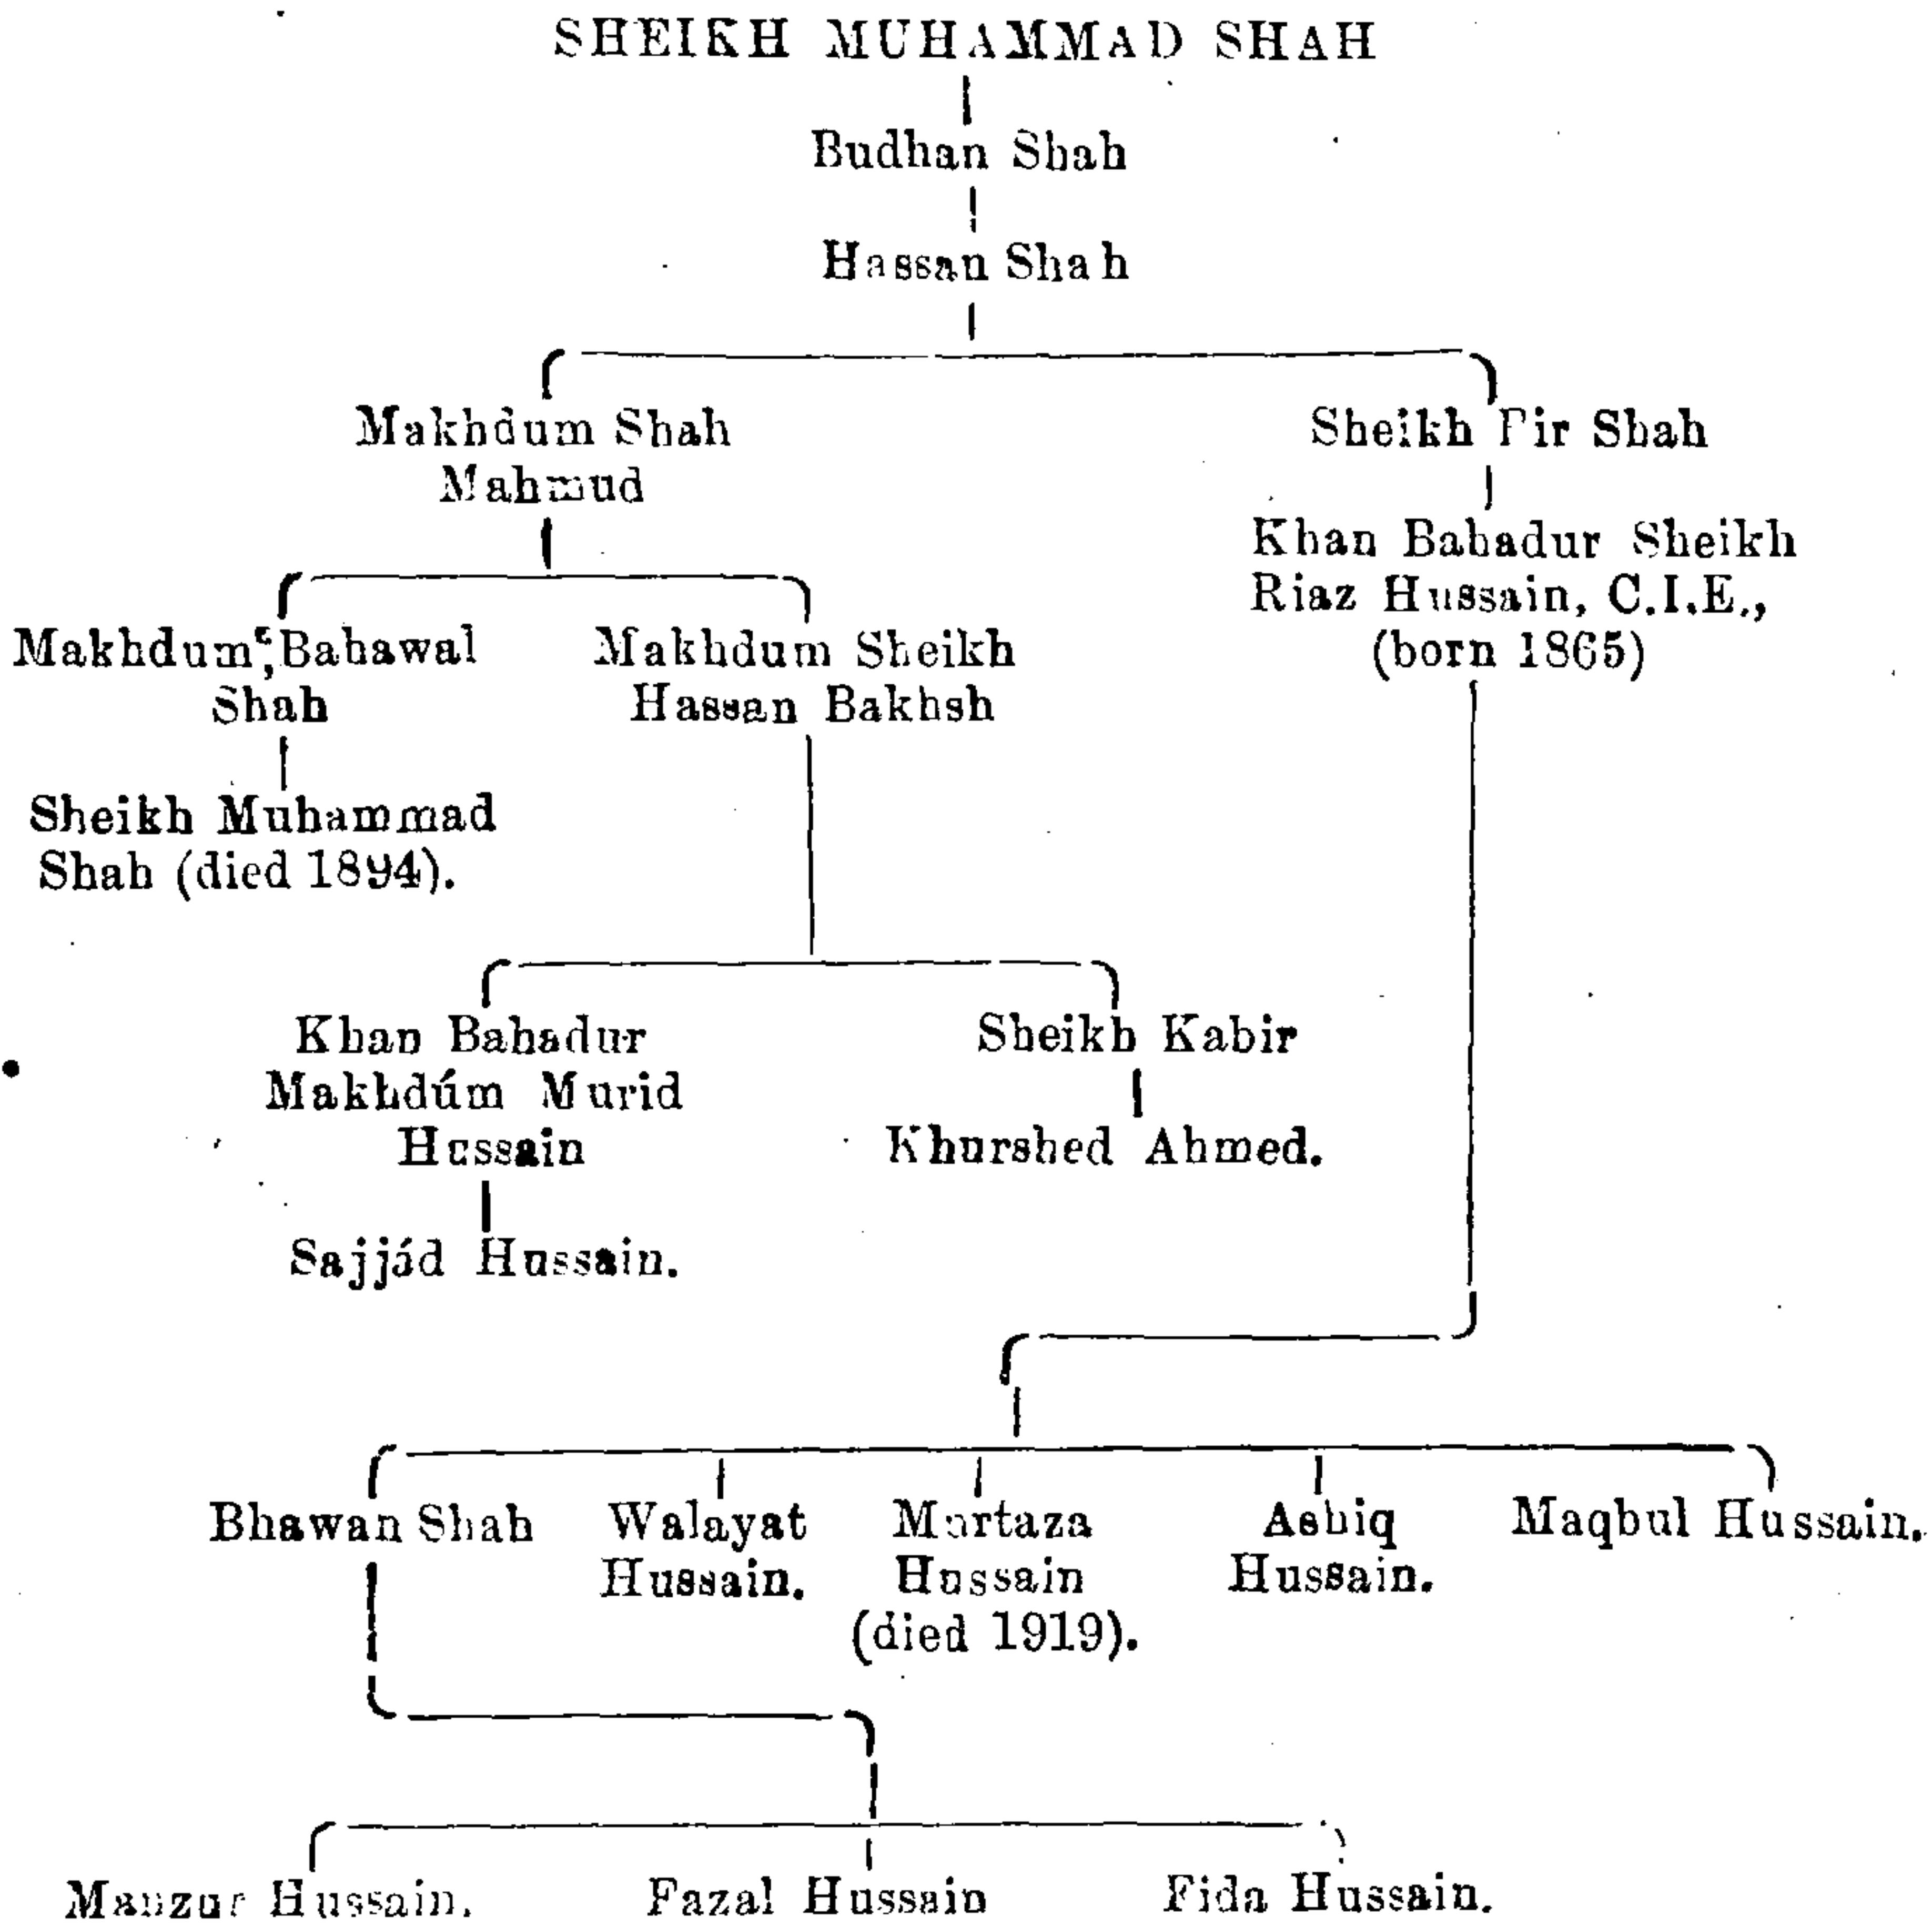 SHEIKH MUHAMMAD SHAH
Budhan Shah
Hassan Shah
Makhdum Shah
Mahmud
Sheikh Pir Shah
Khan Bahadur Sheikh
Riaz Hussain, C.I.E.,
(born 1865)
Makhdum Bahawal
Shah
Makhdum Sheikh
Hassan Bakhsh
Sheikh Muhammad
Shah (died 1894).
Khan Bahadur
Makhdúm Murid
Hussain
Sheikh Kabir
Khurshed Ahmed.
Sajjád Hussain.
Bhawan Shah
Walayat
Hussain.
Murtaza
Hussain
(died 1919).
Ashiq
Hussain.
Maqbul Hussain.
Manzur Hussain.
Fazal Hussain
Fida Hussain.